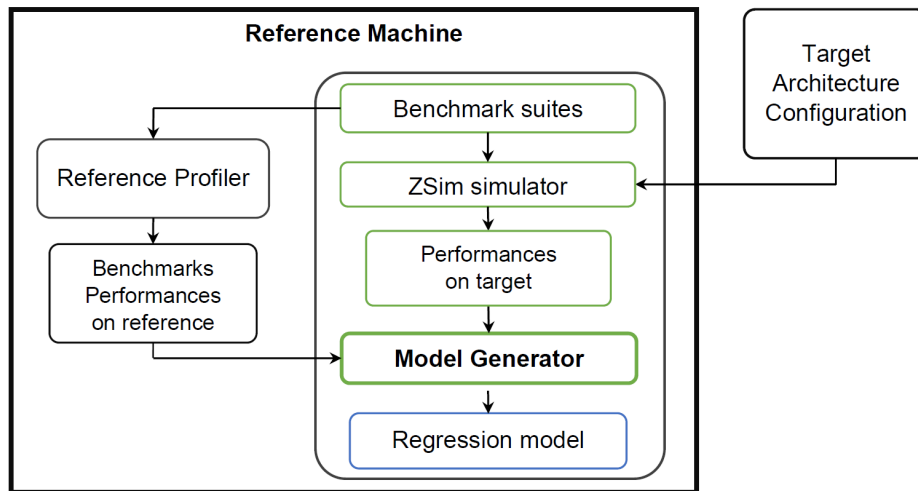 Reference Machine
Target
Architecture
Configuration
Benchmark suites
Reference Profiler
ZSim simulator
Benchmarks
Performances
on reference
Performances
on target
Model Generator
Regression model